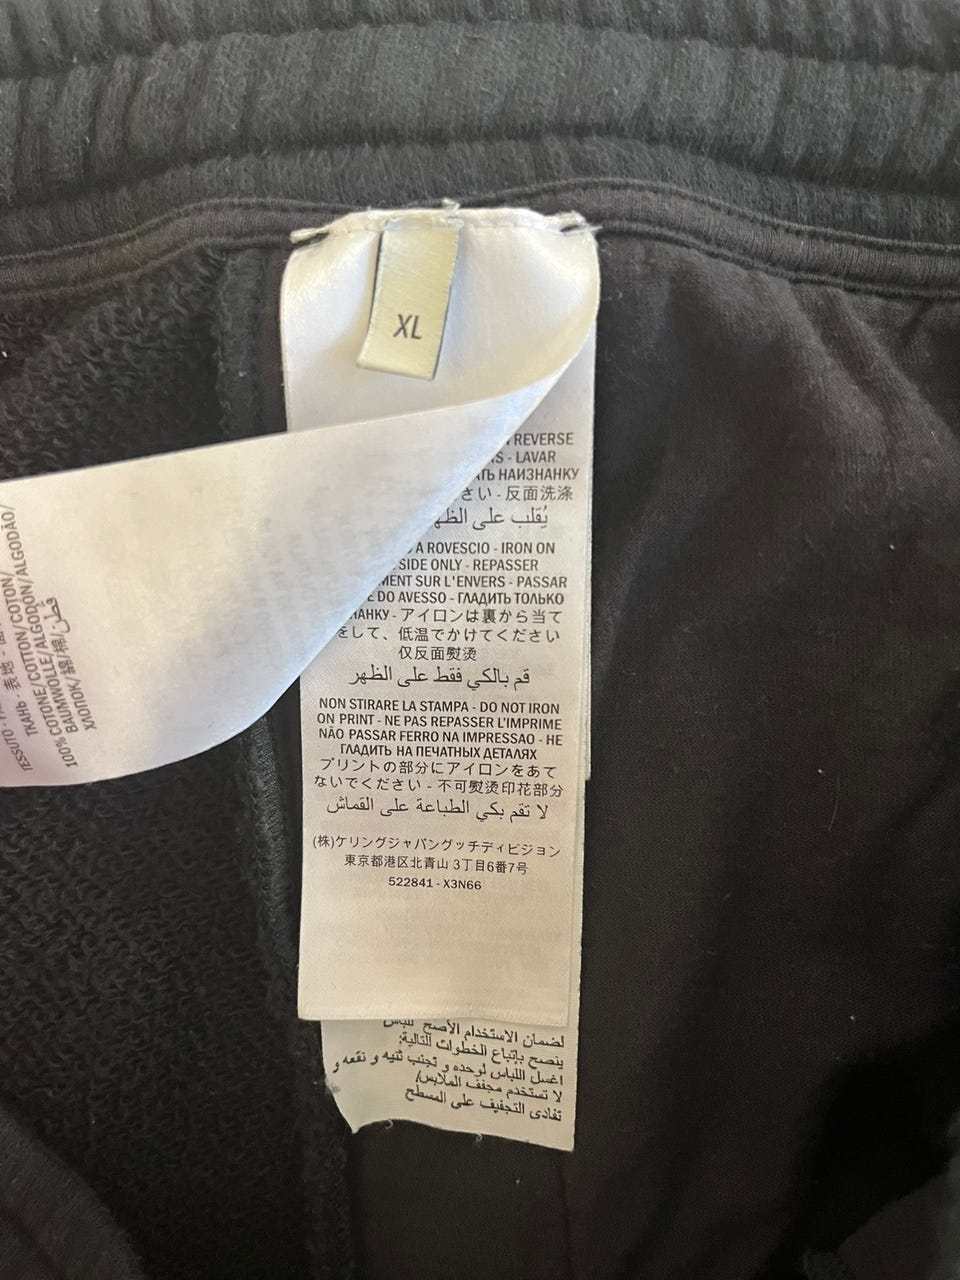 XL
REVERSE
- LAVAR
НАИЗНАНКУ
さい - 反面洗涤
يُقلب على
A ROVESCIO - IRON ON
SIDE ONLY - REPASSER
SUR L'ENVERS - PASSAR
DO AVESSO - ГЛАДИТЬ ТОЛЬКО
- アイロンは裏から当て
をして、低温でかけてください
仅反面熨烫
قم بالكي فقط على الظهر
NON STIRARE LA STAMPA - DO NOT IRON
ON PRINT - NE PAS REPASSER L'IMPRIME
NÃO PASSAR FERRO NA IMPRESSAO - НЕ
ГЛАДИТЬ НА ПЕЧАТНЫХ ДЕТАЛЯХ
プリントの部分にアイロンをあて
ないでください - 不可熨烫印花部分
لا تقم بكي الطباعة على القماش
(株)ケリングジャパングッチディビジョン
東京都港区北青山 3丁目6番7号
522841 - X3N66
لضمان الاستخدام الأصح للباس
ينصح بإتباع الخطوات التالية:
اغسل اللباس لوحده و تجنب ثنيه و نقعه و
لا تستخدم مجفف الملابس/
تفادى التجفيف على المسطح
TESSUTO - 表地 -
ТКАНЬ -
100% COTONE/COTTON/COTON/
BAUMWOLLE/ALGODÓN/ALGODÃO/
ХЛОПОК/綿/棉/قطن